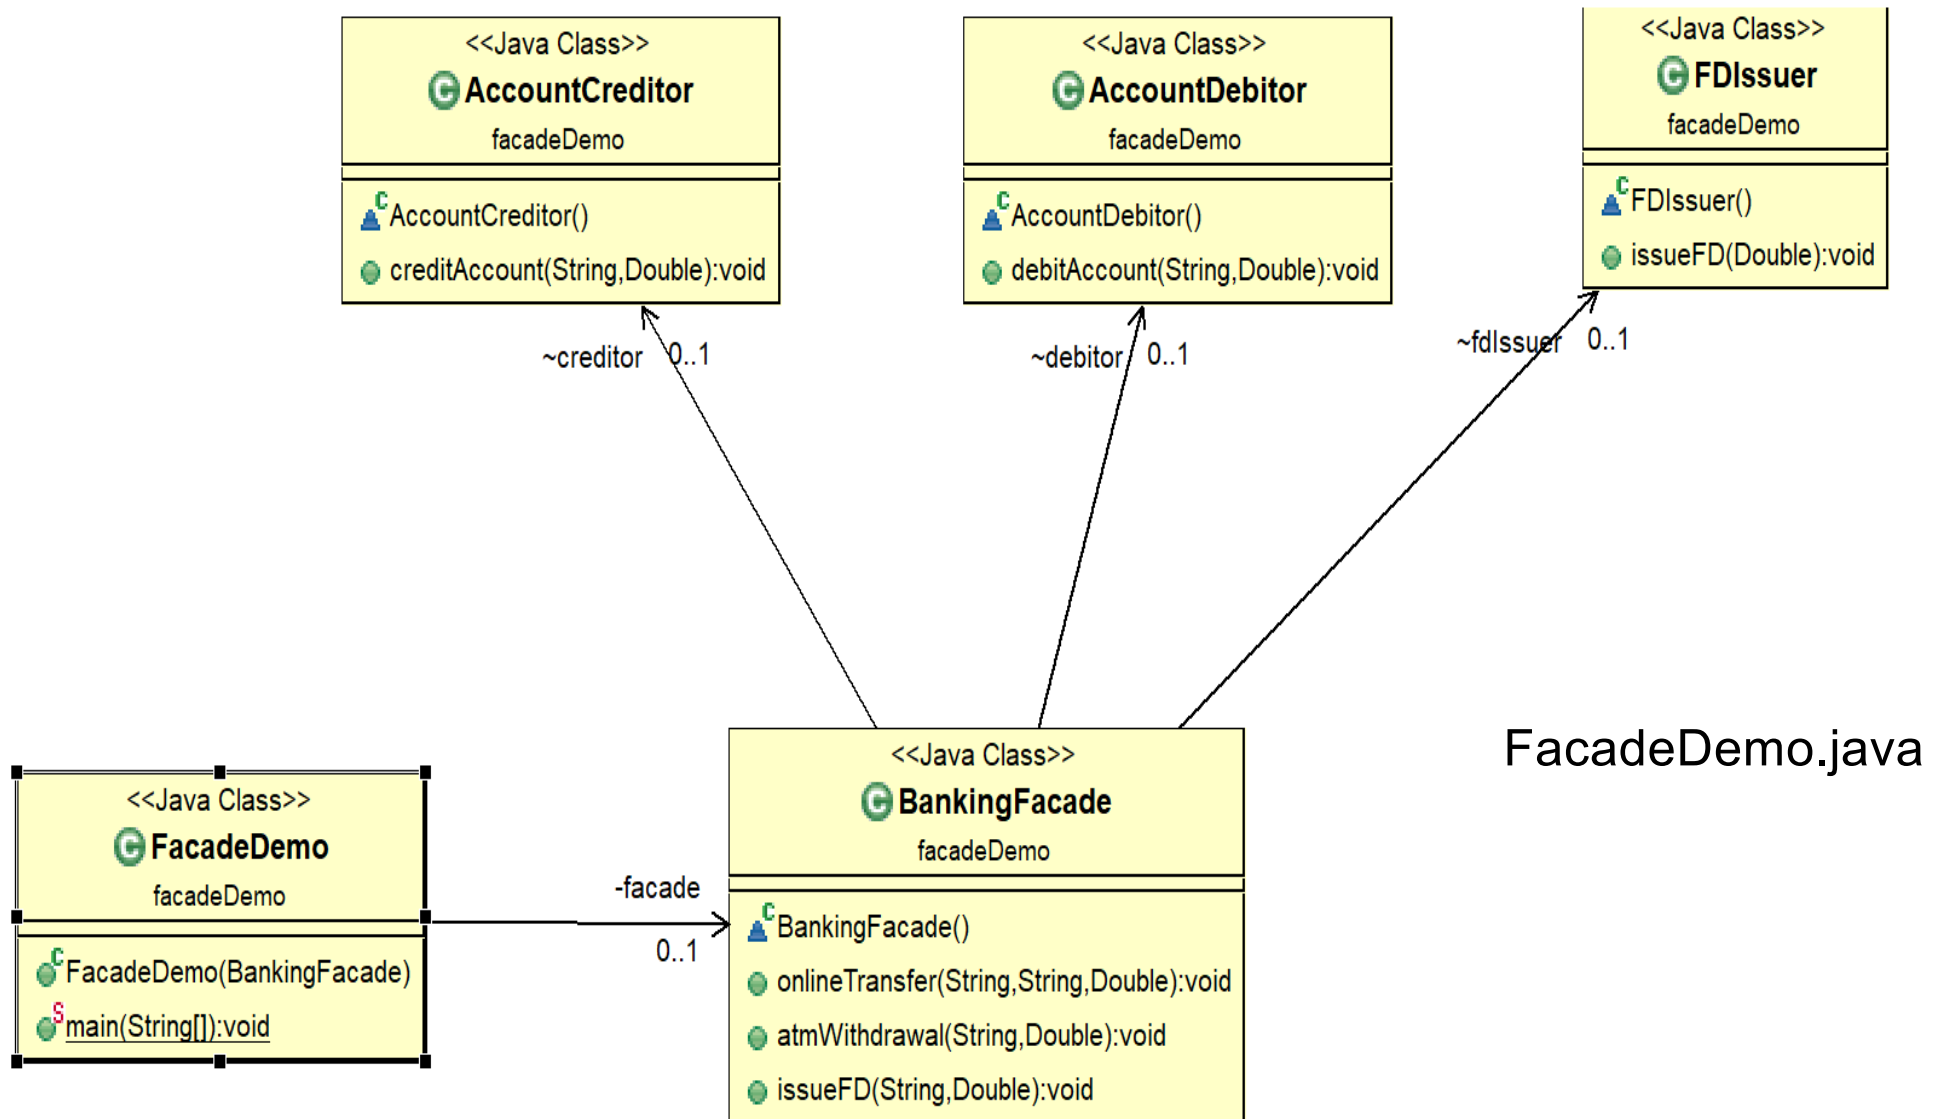 <<Java Class>>
AccountCreditor
facadeDemo
AccountCreditor()
creditAccount(String,Double):void
<<Java Class>>
AccountDebitor
facadeDemo
AccountDebitor()
debitAccount(String,Double):void
<<Java Class>>
FDIssuer
facadeDemo
FDIssuer()
issueFD(Double):void
~creditor 0..1
~debitor 0..1
~fdIssuer 0..1
<<Java Class>>
FacadeDemo
facadeDemo
FacadeDemo(BankingFacade)
main(String[]):void
-facade
0..1
<<Java Class>>
BankingFacade
facadeDemo
BankingFacade()
onlineTransfer(String,String,Double):void
atmWithdrawal(String,Double):void
issueFD(String,Double):void
FacadeDemo.java